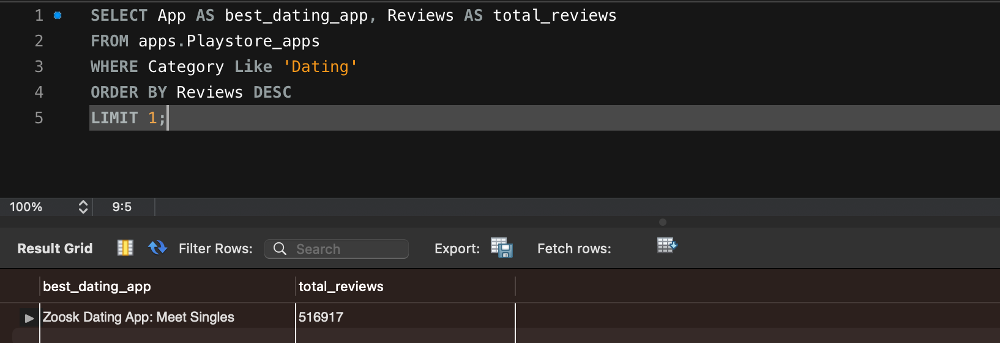 1 SELECT App AS best_dating_app, Reviews AS total_reviews
2 FROM apps.Playstore_apps
3 WHERE Category Like 'Dating'
4 ORDER BY Reviews DESC
5 LIMIT 1;
100% 9:5
Result Grid Filter Rows: Search Export: Fetch rows:
best_dating_app total_reviews
Zoosk Dating App: Meet Singles 516917